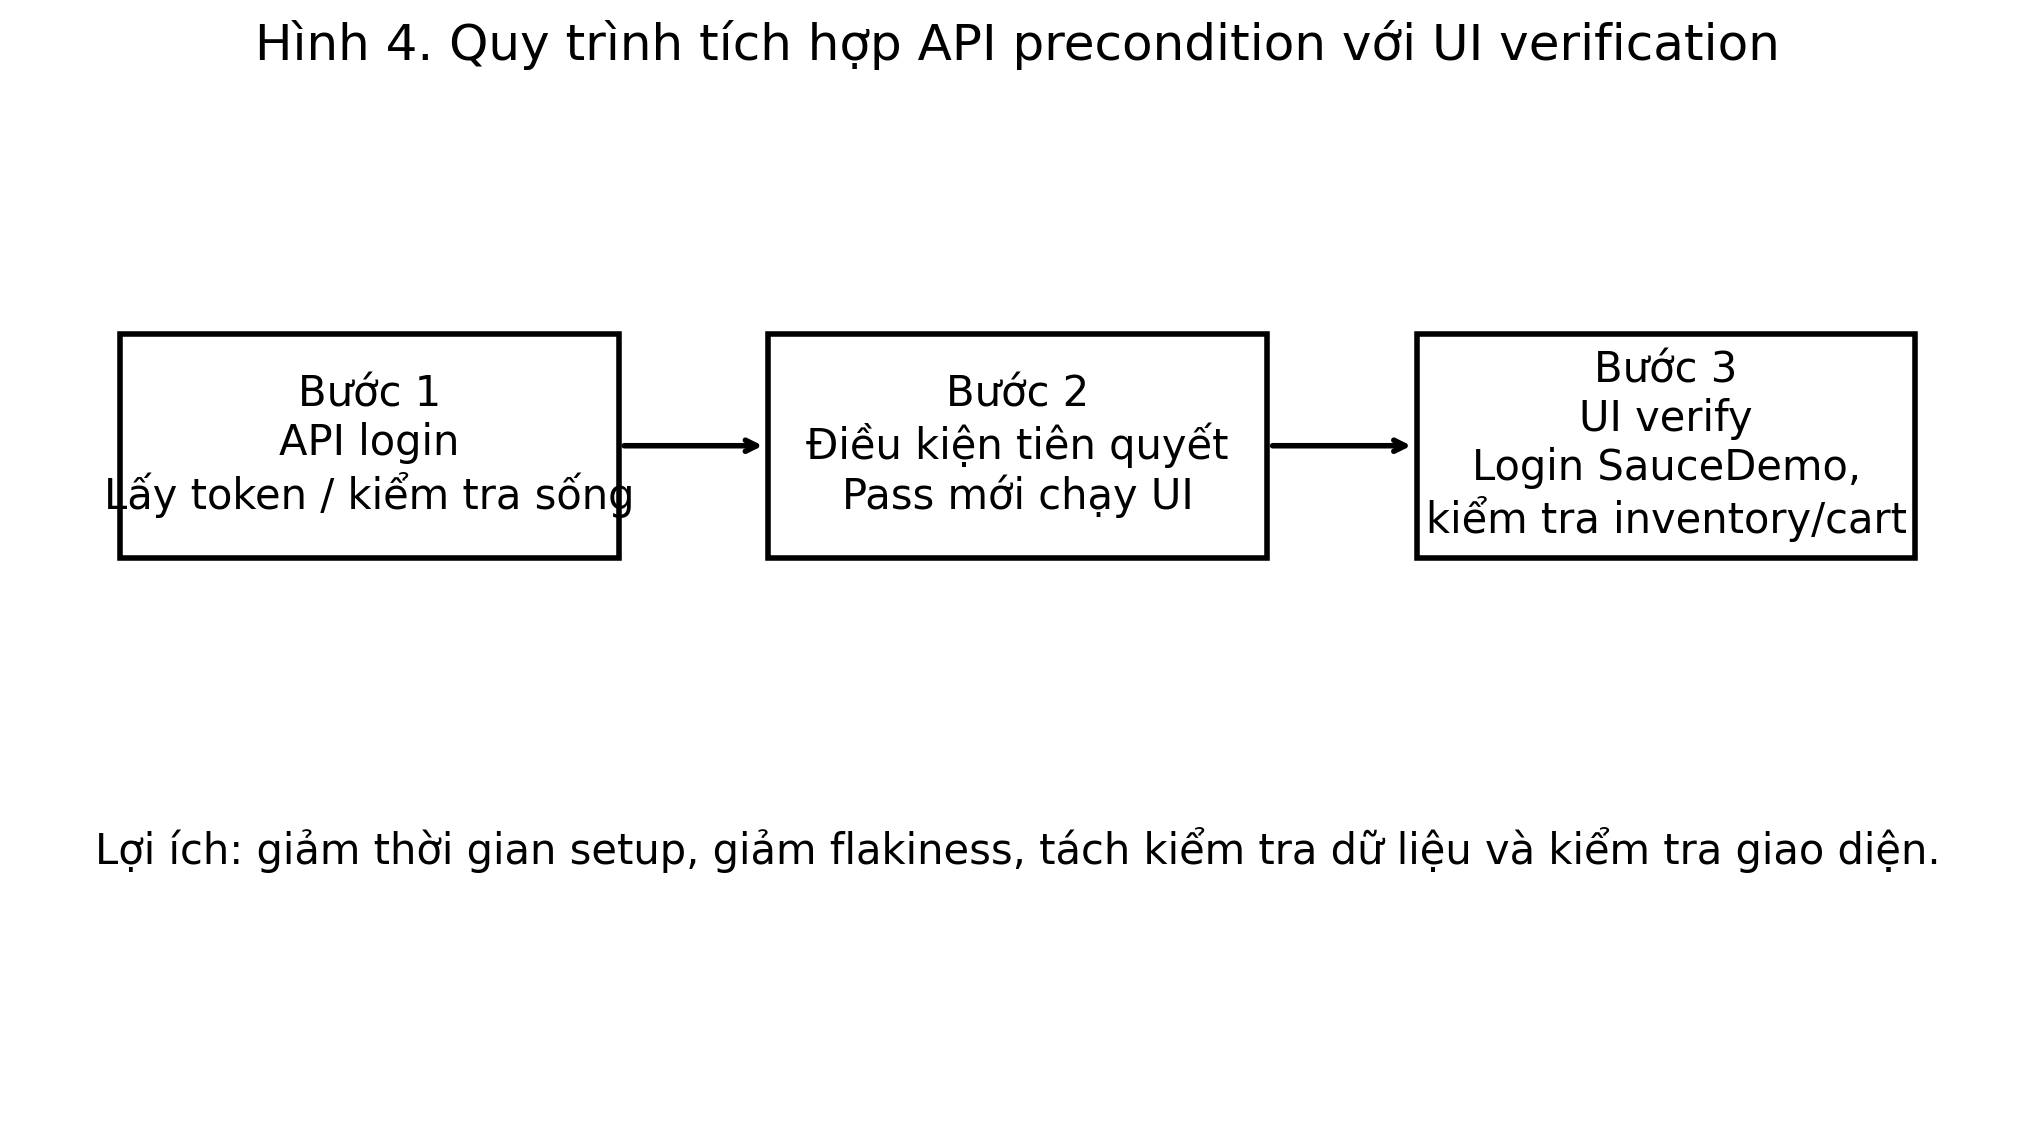 Hình 4. Quy trình tích hợp API precondition với UI verification
Bước 1
API login
Lấy token / kiểm tra sống
Bước 2
Điều kiện tiên quyết
Pass mới chạy UI
Bước 3
UI verify
Login SauceDemo,
kiểm tra inventory/cart
Lợi ích: giảm thời gian setup, giảm flakiness, tách kiểm tra dữ liệu và kiểm tra giao diện.